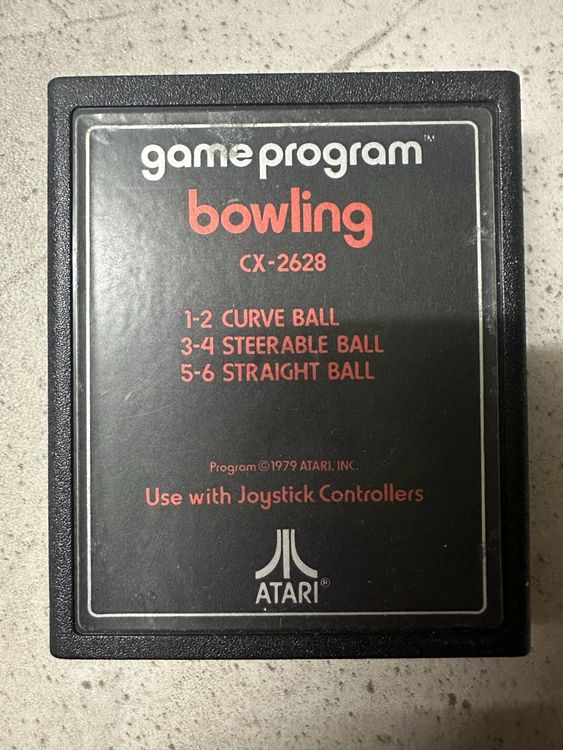 game program™
bowling
CX-2628
1-2 CURVE BALL
3-4 STEERABLE BALL
5-6 STRAIGHT BALL
Program © 1979 ATARI, INC.
Use with Joystick Controllers
ATARI®